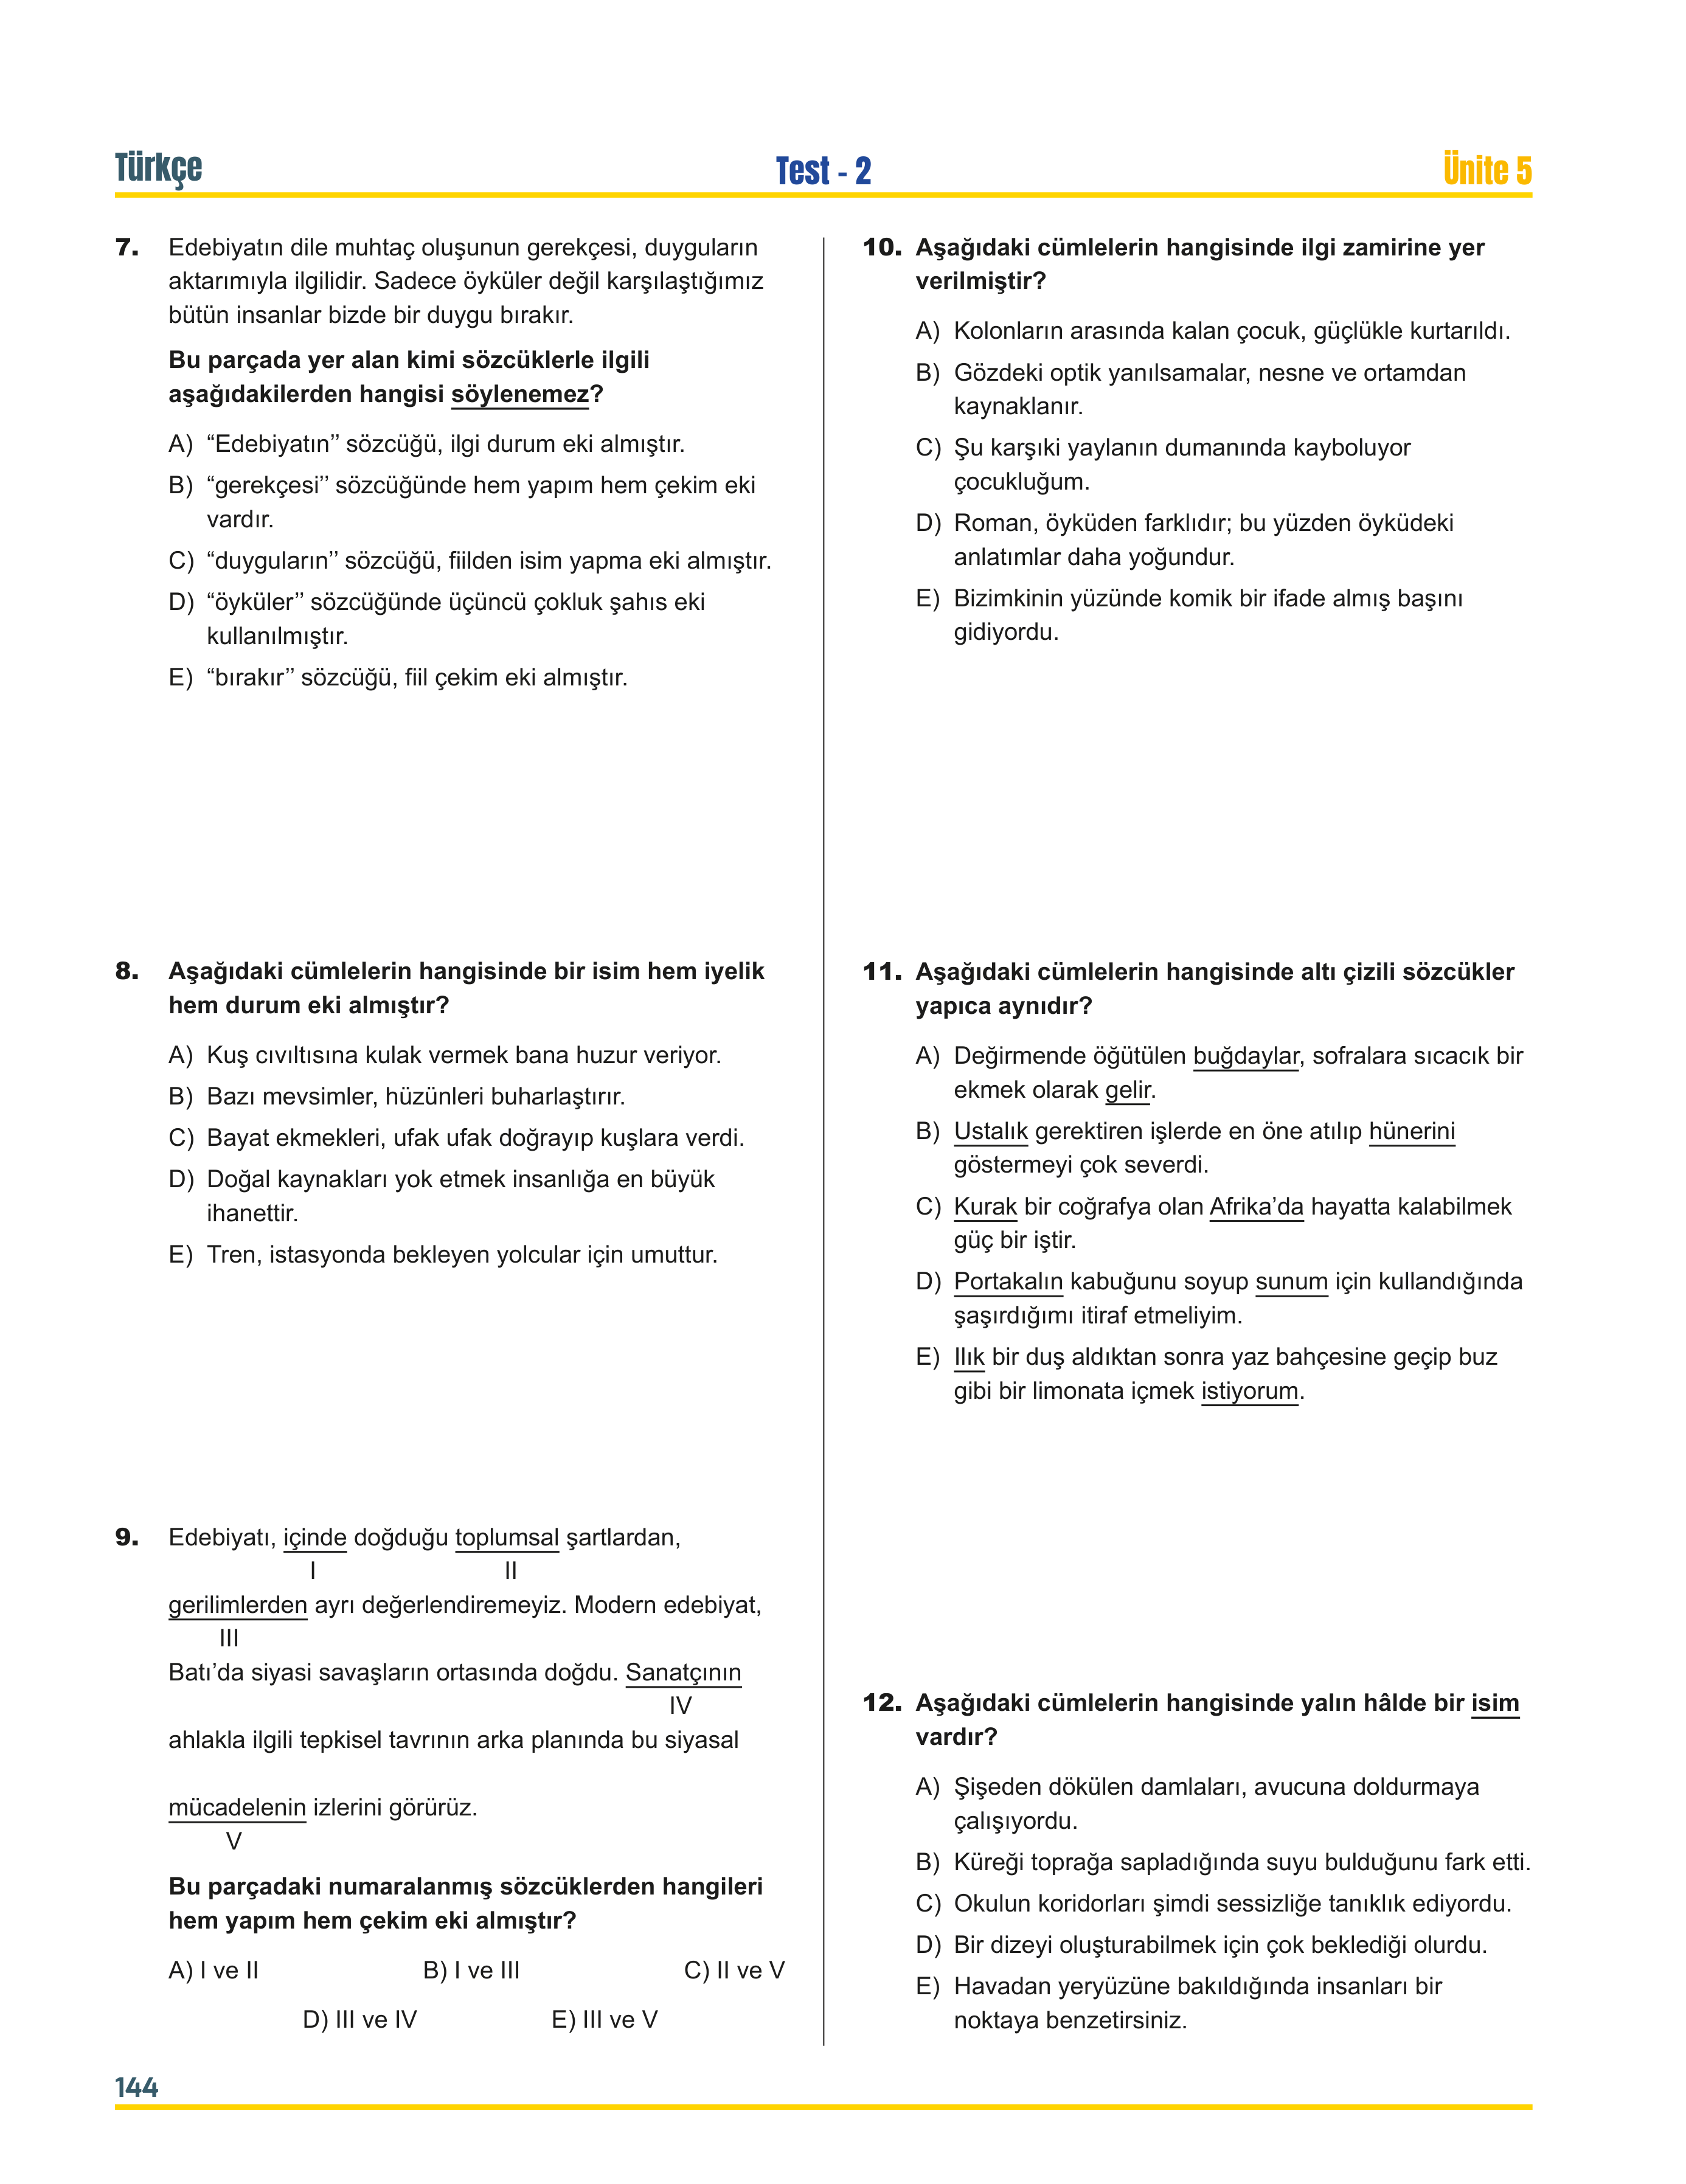 Türkçe
Test - 2
Ünite 5
7. Edebiyatın dile muhtaç oluşunun gerekçesi, duyguların
aktarımıyla ilgilidir. Sadece öyküler değil karşılaştığımız
bütün insanlar bizde bir duygu bırakır.
Bu parçada yer alan kimi sözcüklerle ilgili
aşağıdakilerden hangisi söylenemez?
A) “Edebiyatın’’ sözcüğü, ilgi durum eki almıştır.
B) “gerekçesi’’ sözcüğünde hem yapım hem çekim eki
vardır.
C) “duyguların’’ sözcüğü, fiilden isim yapma eki almıştır.
D) “öyküler’’ sözcüğünde üçüncü çokluk şahıs eki
kullanılmıştır.
E) “bırakır’’ sözcüğü, fiil çekim eki almıştır.
8. Aşağıdaki cümlelerin hangisinde bir isim hem iyelik
hem durum eki almıştır?
A) Kuş cıvıltısına kulak vermek bana huzur veriyor.
B) Bazı mevsimler, hüzünleri buharlaştırır.
C) Bayat ekmekleri, ufak ufak doğrayıp kuşlara verdi.
D) Doğal kaynakları yok etmek insanlığa en büyük
ihanettir.
E) Tren, istasyonda bekleyen yolcular için umuttur.
9. Edebiyatı, içinde doğduğu toplumsal şartlardan,
I II
gerilimlerden ayrı değerlendiremeyiz. Modern edebiyat,
III
Batı’da siyasi savaşların ortasında doğdu. Sanatçının
IV
ahlakla ilgili tepkisel tavrının arka planında bu siyasal
mücadelenin izlerini görürüz.
V
Bu parçadaki numaralanmış sözcüklerden hangileri
hem yapım hem çekim eki almıştır?
A) I ve II B) I ve III C) II ve V
D) III ve IV E) III ve V
10. Aşağıdaki cümlelerin hangisinde ilgi zamirine yer
verilmiştir?
A) Kolonların arasında kalan çocuk, güçlükle kurtarıldı.
B) Gözdeki optik yanılsamalar, nesne ve ortamdan
kaynaklanır.
C) Şu karşıki yaylanın dumanında kayboluyor
çocukluğum.
D) Roman, öyküden farklıdır; bu yüzden öyküdeki
anlatımlar daha yoğundur.
E) Bizimkinin yüzünde komik bir ifade almış başını
gidiyordu.
11. Aşağıdaki cümlelerin hangisinde altı çizili sözcükler
yapıca aynıdır?
A) Değirmende öğütülen buğdaylar, sofralara sıcacık bir
ekmek olarak gelir.
B) Ustalık gerektiren işlerde en öne atılıp hünerini
göstermeyi çok severdi.
C) Kurak bir coğrafya olan Afrika’da hayatta kalabilmek
güç bir iştir.
D) Portakalın kabuğunu soyup sunum için kullandığında
şaşırdığımı itiraf etmeliyim.
E) Ilık bir duş aldıktan sonra yaz bahçesine geçip buz
gibi bir limonata içmek istiyorum.
12. Aşağıdaki cümlelerin hangisinde yalın hâlde bir isim
vardır?
A) Şişeden dökülen damlaları, avucuna doldurmaya
çalışıyordu.
B) Küreği toprağa sapladığında suyu bulduğunu fark etti.
C) Okulun koridorları şimdi sessizliğe tanıklık ediyordu.
D) Bir dizeyi oluşturabilmek için çok beklediği olurdu.
E) Havadan yeryüzüne bakıldığında insanları bir
noktaya benzetirsiniz.
144